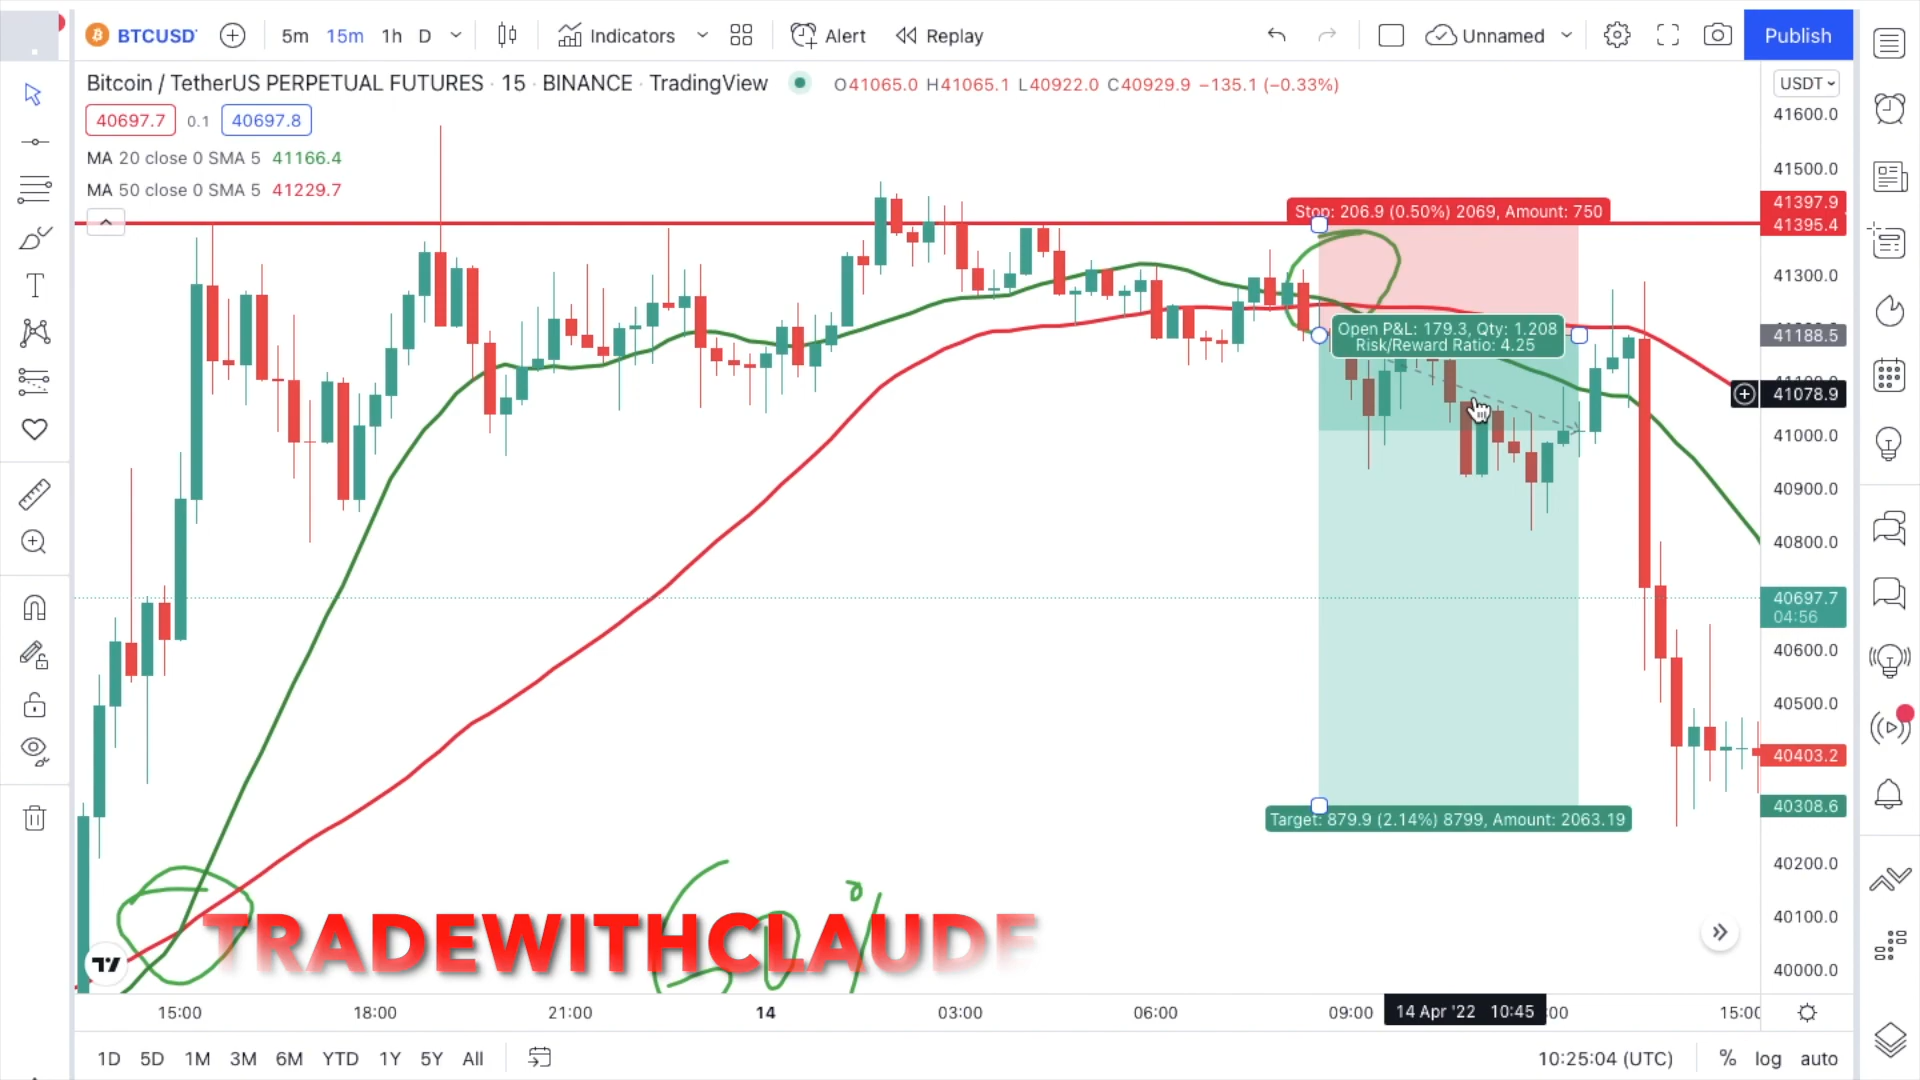 BTCUSD 5m 15m 1h D Indicators Alert Replay Unnamed Publish
Bitcoin / TetherUS PERPETUAL FUTURES · 15 · BINANCE · TradingView O41065.0 H41065.1 L40922.0 C40929.9 −135.1 (−0.33%) USDT
40697.7 0.1 40697.8
MA 20 close 0 SMA 5 41166.4
MA 50 close 0 SMA 5 41229.7
41600.0
41500.0
41397.9
41395.4
41300.0
41188.5
41078.9
41000.0
40900.0
40800.0
40697.7
04:56
40600.0
40500.0
40403.2
40308.6
40200.0
40100.0
40000.0
Stop: 206.9 (0.50%) 2069, Amount: 750
Open P&L: 179.3, Qty: 1.208
Risk/Reward Ratio: 4.25
Target: 879.9 (2.14%) 8799, Amount: 2063.19
TRADEWITHCLAUDE
15:00 18:00 21:00 14 03:00 06:00 09:00 14 Apr '22 10:45 :00 15:00
1D 5D 1M 3M 6M YTD 1Y 5Y All 10:25:04 (UTC) % log auto